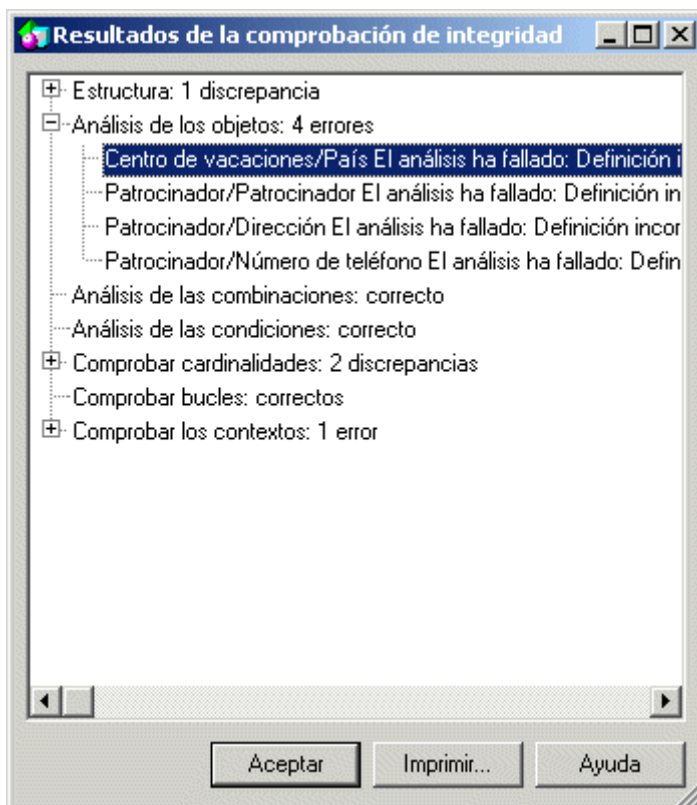 Resultados de la comprobación de integridad
Estructura: 1 discrepancia
Análisis de los objetos: 4 errores
Centro de vacaciones/País El análisis ha fallado: Definición i
Patrocinador/Patrocinador El análisis ha fallado: Definición in
Patrocinador/Dirección El análisis ha fallado: Definición incor
Patrocinador/Número de teléfono El análisis ha fallado: Defin
Análisis de las combinaciones: correcto
Análisis de las condiciones: correcto
Comprobar cardinalidades: 2 discrepancias
Comprobar bucles: correctos
Comprobar los contextos: 1 error
Aceptar Imprimir... Ayuda